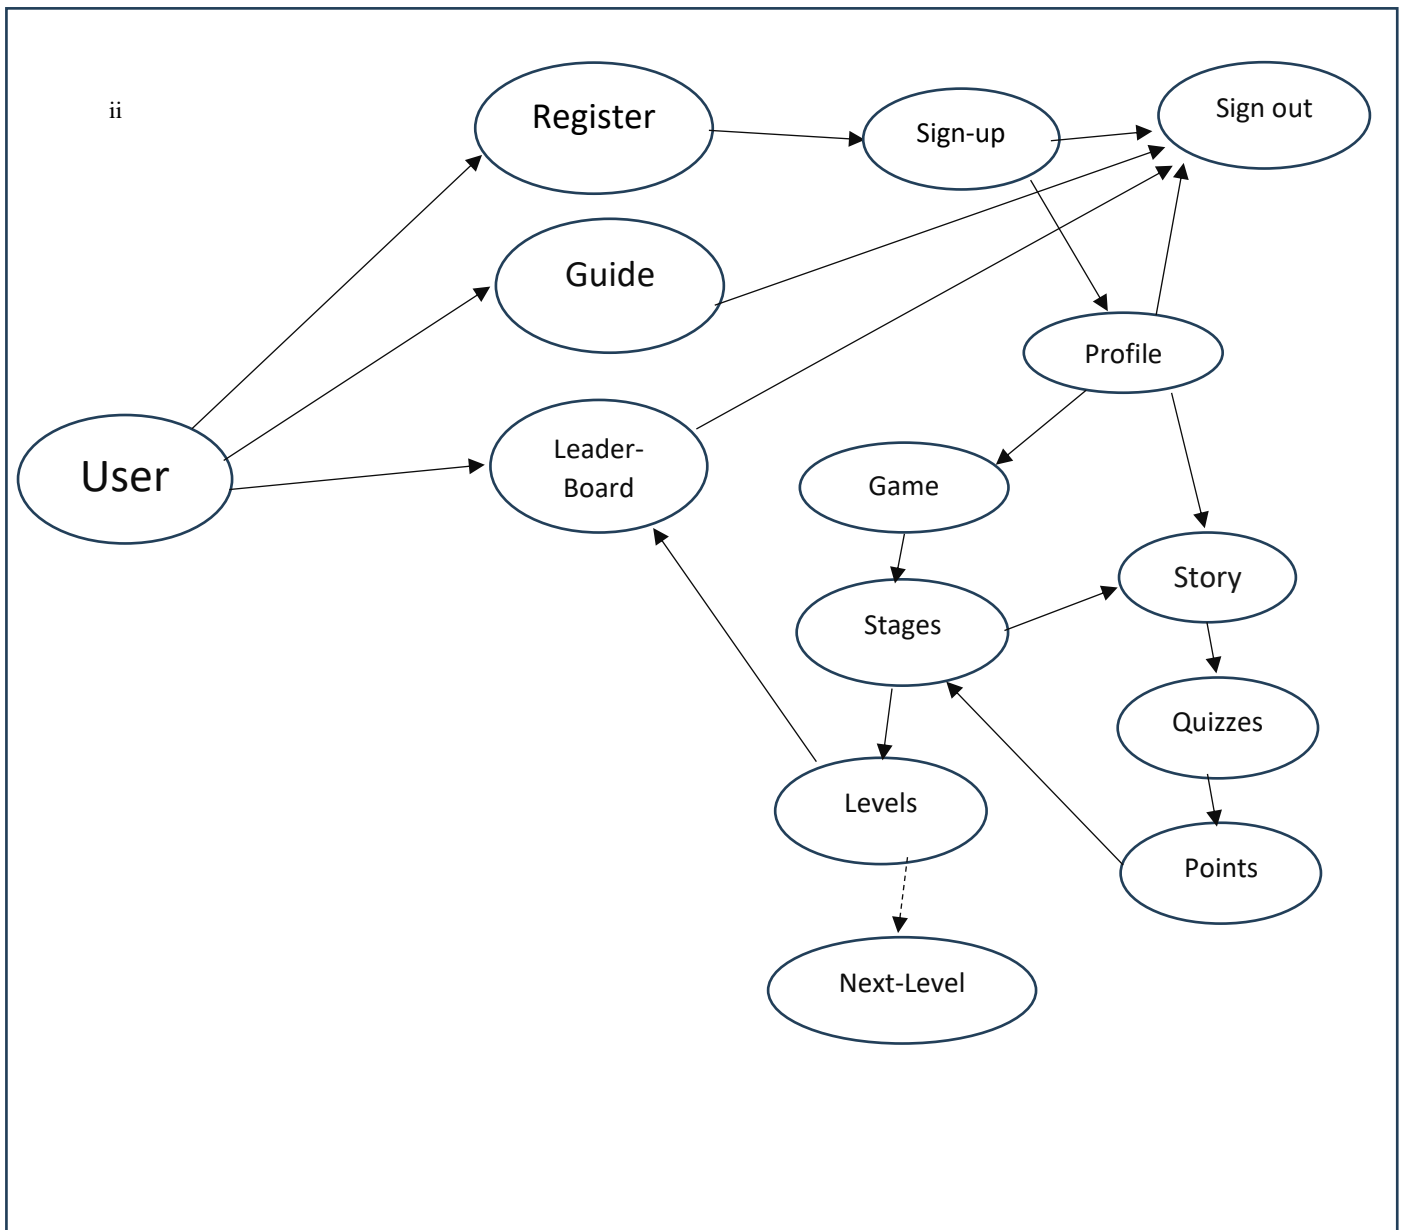 ii
Register
Sign-up
Sign out
Guide
Profile
User
Leader-
Board
Game
Story
Stages
Quizzes
Levels
Points
Next-Level